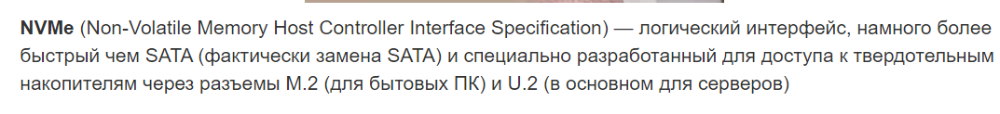 NVMe (Non-Volatile Memory Host Controller Interface Specification) — логический интерфейс, намного более
быстрый чем SATA (фактически замена SATA) и специально разработанный для доступа к твердотельным
накопителям через разъемы M.2 (для бытовых ПК) и U.2 (в основном для серверов)